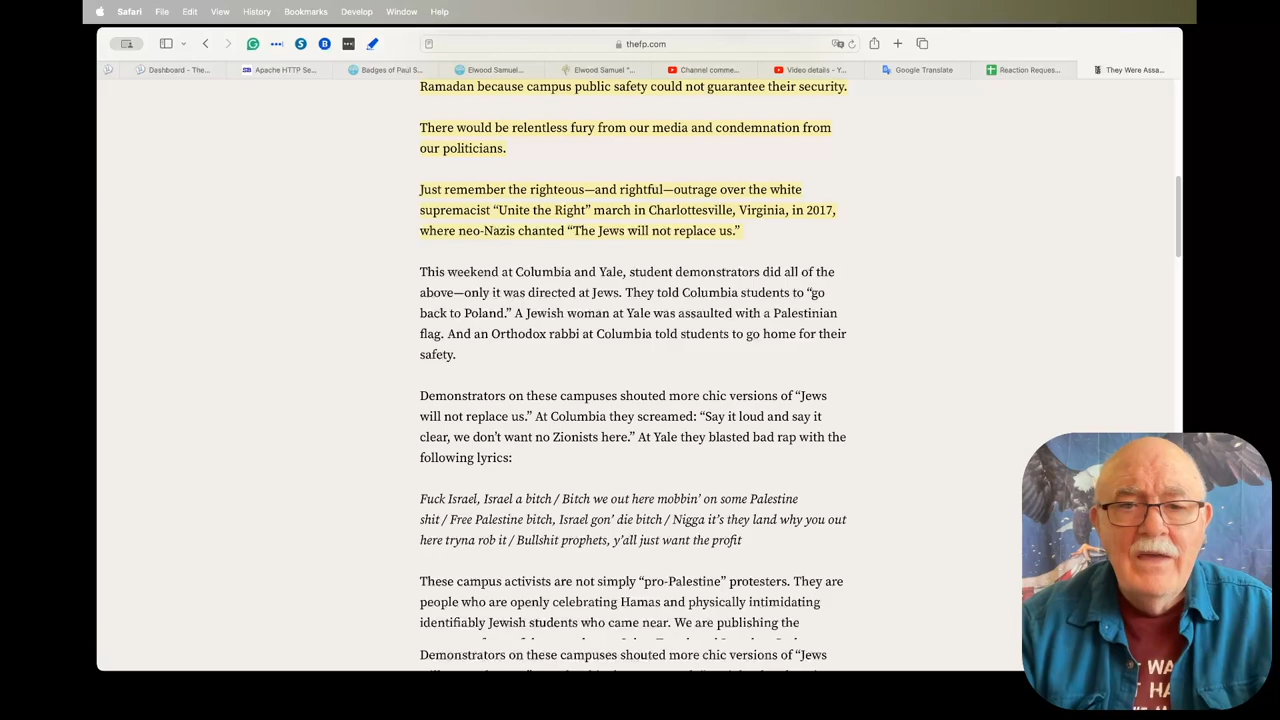 Safari File Edit View History Bookmarks Develop Window Help
thefp.com
Dashboard - The... Apache HTTP Se... Badges of Paul S... Elwood Samuel... Elwood Samuel "... Channel comme... Video details - Y... Google Translate Reaction Reques... They Were Assa...
Ramadan because campus public safety could not guarantee their security.
There would be relentless fury from our media and condemnation from
our politicians.
Just remember the righteous—and rightful—outrage over the white
supremacist “Unite the Right” march in Charlottesville, Virginia, in 2017,
where neo-Nazis chanted “The Jews will not replace us.”
This weekend at Columbia and Yale, student demonstrators did all of the
above—only it was directed at Jews. They told Columbia students to “go
back to Poland.” A Jewish woman at Yale was assaulted with a Palestinian
flag. And an Orthodox rabbi at Columbia told students to go home for their
safety.
Demonstrators on these campuses shouted more chic versions of “Jews
will not replace us.” At Columbia they screamed: “Say it loud and say it
clear, we don’t want no Zionists here.” At Yale they blasted bad rap with the
following lyrics:
Fuck Israel, Israel a bitch / Bitch we out here mobbin’ on some Palestine
shit / Free Palestine bitch, Israel gon’ die bitch / Nigga it’s they land why you out
here tryna rob it / Bullshit prophets, y’all just want the profit
These campus activists are not simply “pro-Palestine” protesters. They are
people who are openly celebrating Hamas and physically intimidating
identifiably Jewish students who came near. We are publishing the
Demonstrators on these campuses shouted more chic versions of “Jews